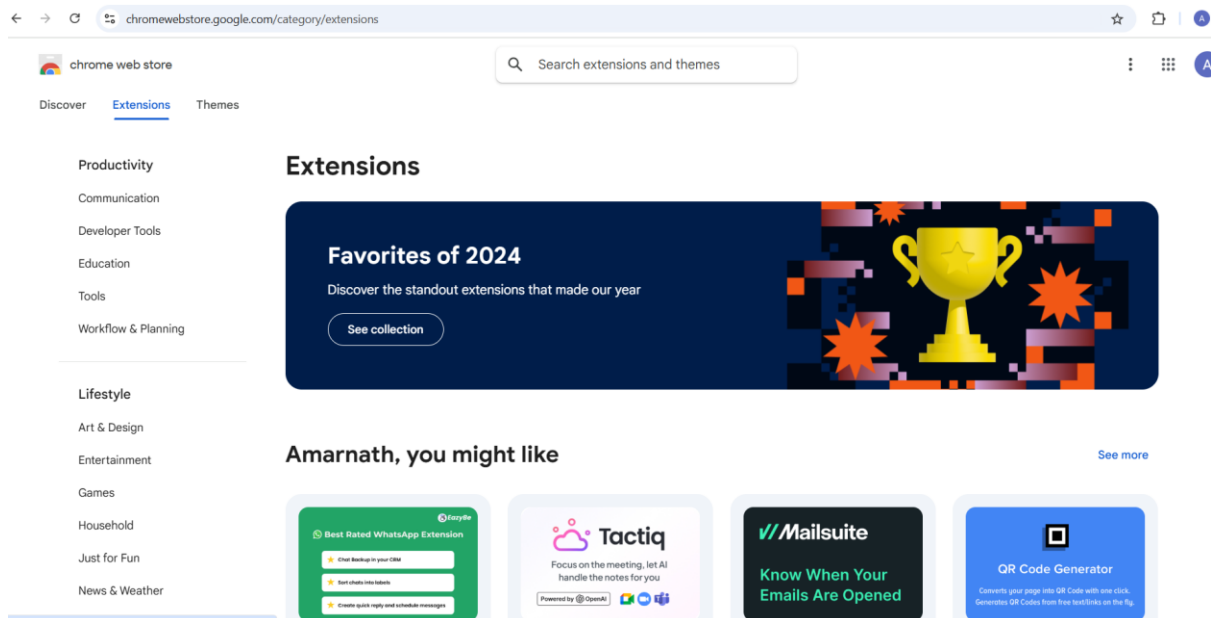 chromewebstore.google.com/category/extensions
A
chrome web store
Search extensions and themes
A
Discover
Extensions
Themes
Productivity
Communication
Developer Tools
Education
Tools
Workflow & Planning
Lifestyle
Art & Design
Entertainment
Games
Household
Just for Fun
News & Weather
Extensions
Favorites of 2024
Discover the standout extensions that made our year
See collection
Amarnath, you might like
See more
EazyBe
Best Rated WhatsApp Extension
Chat Backup in your CRM
Sort chats into labels
Create quick reply and schedule messages
Tactiq
Focus on the meeting, let AI
handle the notes for you
Powered by OpenAI
Mailsuite
Know When Your
Emails Are Opened
QR Code Generator
Converts your page into QR Code with one click.
Generates QR Codes from free text/links on the fly.